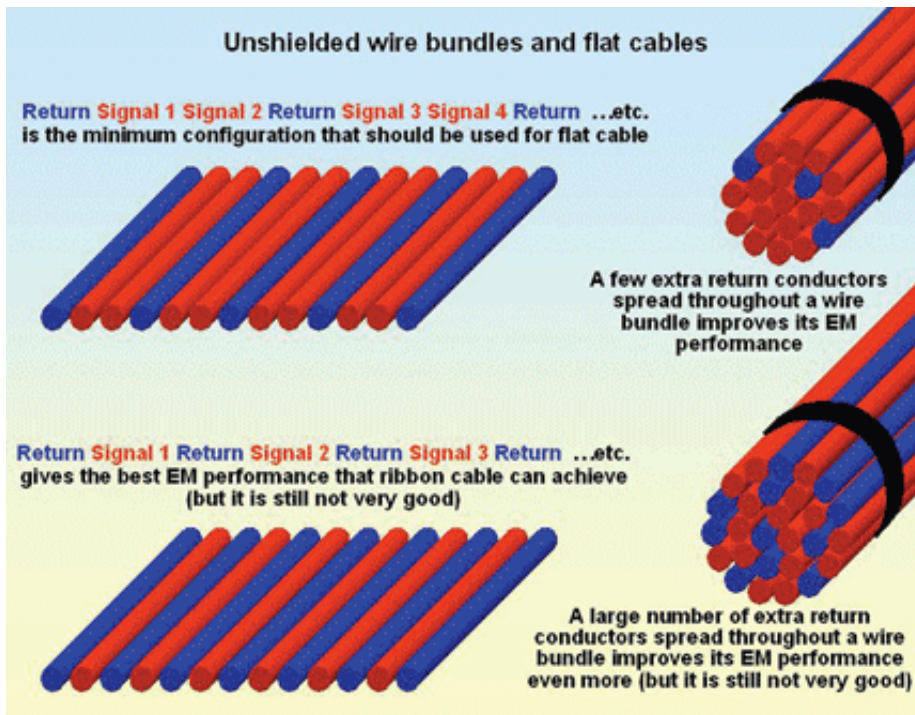 Unshielded wire bundles and flat cables
Return Signal 1 Signal 2 Return Signal 3 Signal 4 Return ...etc.
is the minimum configuration that should be used for flat cable
A few extra return conductors
spread throughout a wire
bundle improves its EM
performance
Return Signal 1 Return Signal 2 Return Signal 3 Return ...etc.
gives the best EM performance that ribbon cable can achieve
(but it is still not very good)
A large number of extra return
conductors spread throughout a wire
bundle improves its EM performance
even more (but it is still not very good)